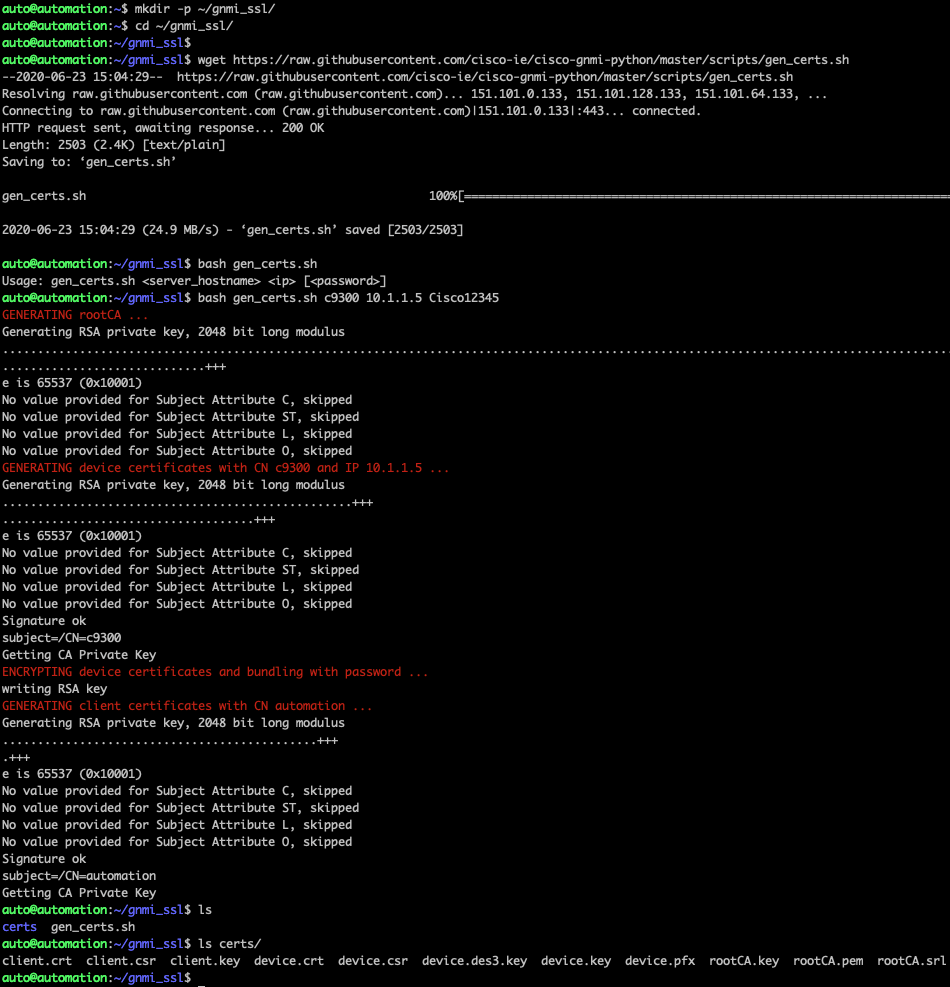 auto@automation:~$ mkdir -p ~/gnmi_ssl/
auto@automation:~$ cd ~/gnmi_ssl/
auto@automation:~/gnmi_ssl$
auto@automation:~/gnmi_ssl$ wget https://raw.githubusercontent.com/cisco-ie/cisco-gnmi-python/master/scripts/gen_certs.sh
--2020-06-23 15:04:29--  https://raw.githubusercontent.com/cisco-ie/cisco-gnmi-python/master/scripts/gen_certs.sh
Resolving raw.githubusercontent.com (raw.githubusercontent.com)... 151.101.0.133, 151.101.128.133, 151.101.64.133, ...
Connecting to raw.githubusercontent.com (raw.githubusercontent.com)|151.101.0.133|:443... connected.
HTTP request sent, awaiting response... 200 OK
Length: 2503 (2.4K) [text/plain]
Saving to: ‘gen_certs.sh’
gen_certs.sh 100%[======================================================================
2020-06-23 15:04:29 (24.9 MB/s) - ‘gen_certs.sh’ saved [2503/2503]
auto@automation:~/gnmi_ssl$ bash gen_certs.sh
Usage: gen_certs.sh <server_hostname> <ip> [<password>]
auto@automation:~/gnmi_ssl$ bash gen_certs.sh c9300 10.1.1.5 Cisco12345
GENERATING rootCA ...
Generating RSA private key, 2048 bit long modulus
.......................................................................................................................................
.............................+++
e is 65537 (0x10001)
No value provided for Subject Attribute C, skipped
No value provided for Subject Attribute ST, skipped
No value provided for Subject Attribute L, skipped
No value provided for Subject Attribute O, skipped
GENERATING device certificates with CN c9300 and IP 10.1.1.5 ...
Generating RSA private key, 2048 bit long modulus
..................................................+++
....................................+++
e is 65537 (0x10001)
No value provided for Subject Attribute C, skipped
No value provided for Subject Attribute ST, skipped
No value provided for Subject Attribute L, skipped
No value provided for Subject Attribute O, skipped
Signature ok
subject=/CN=c9300
Getting CA Private Key
ENCRYPTING device certificates and bundling with password ...
writing RSA key
GENERATING client certificates with CN automation ...
Generating RSA private key, 2048 bit long modulus
.............................................+++
.+++
e is 65537 (0x10001)
No value provided for Subject Attribute C, skipped
No value provided for Subject Attribute ST, skipped
No value provided for Subject Attribute L, skipped
No value provided for Subject Attribute O, skipped
Signature ok
subject=/CN=automation
Getting CA Private Key
auto@automation:~/gnmi_ssl$ ls
certs  gen_certs.sh
auto@automation:~/gnmi_ssl$ ls certs/
client.crt  client.csr  client.key  device.crt  device.csr  device.des3.key  device.key  device.pfx  rootCA.key  rootCA.pem  rootCA.srl
auto@automation:~/gnmi_ssl$